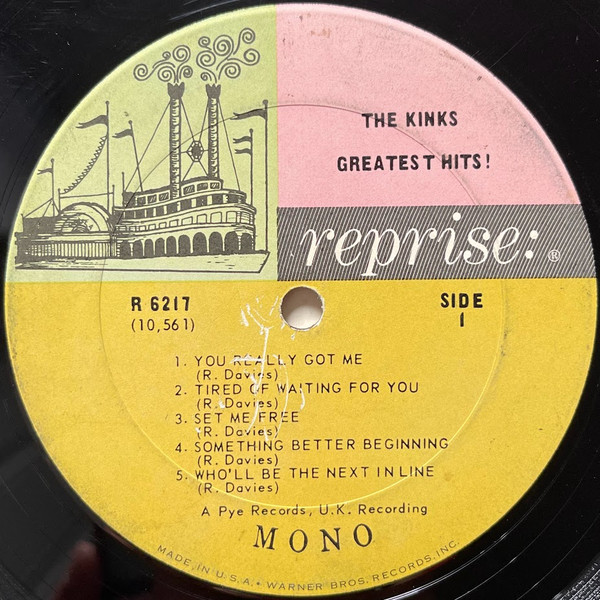 THE KINKS
GREATEST HITS!
reprise: ®
R 6217
(10,561)
SIDE
1
1. YOU REALLY GOT ME
(R. Davies)
2. TIRED OF WAITING FOR YOU
(R. Davies)
3. SET ME FREE
(R. Davies)
4. SOMETHING BETTER BEGINNING
(R. Davies)
5. WHO'LL BE THE NEXT IN LINE
(R. Davies)
A Pye Records, U.K. Recording
MONO
MADE IN U.S.A. • WARNER BROS. RECORDS, INC.